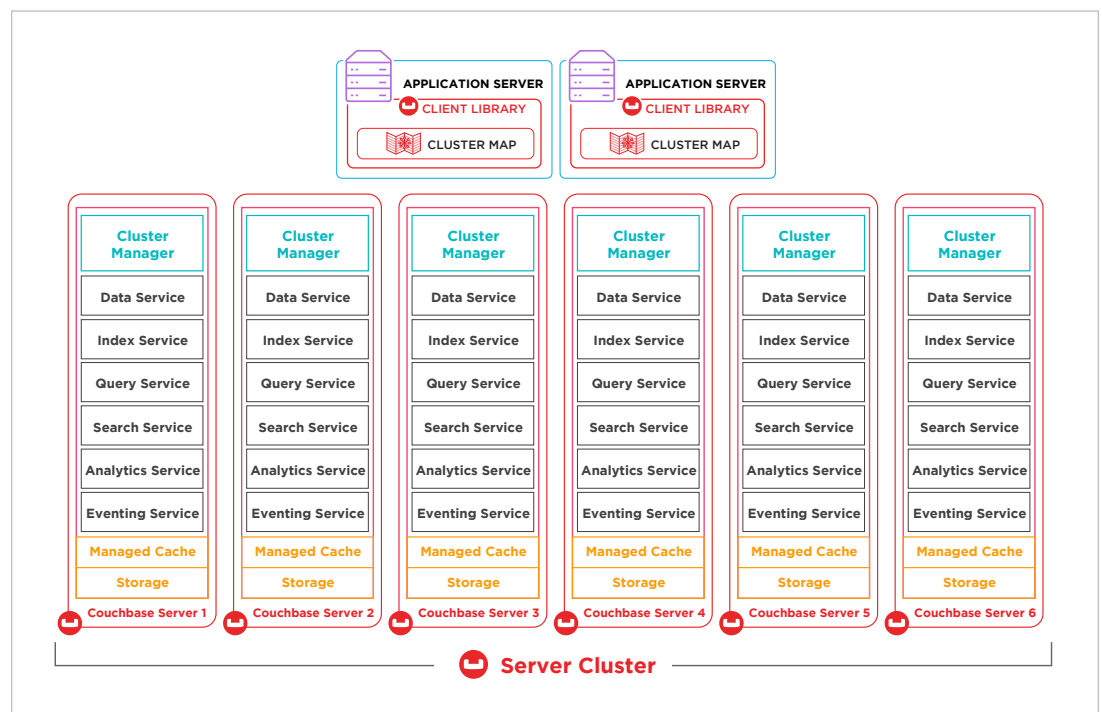 APPLICATION SERVER
CLIENT LIBRARY
CLUSTER MAP
APPLICATION SERVER
CLIENT LIBRARY
CLUSTER MAP
Cluster
Manager
Data Service
Index Service
Query Service
Search Service
Analytics Service
Eventing Service
Managed Cache
Storage
Couchbase Server 1
Cluster
Manager
Data Service
Index Service
Query Service
Search Service
Analytics Service
Eventing Service
Managed Cache
Storage
Couchbase Server 2
Cluster
Manager
Data Service
Index Service
Query Service
Search Service
Analytics Service
Eventing Service
Managed Cache
Storage
Couchbase Server 3
Cluster
Manager
Data Service
Index Service
Query Service
Search Service
Analytics Service
Eventing Service
Managed Cache
Storage
Couchbase Server 4
Cluster
Manager
Data Service
Index Service
Query Service
Search Service
Analytics Service
Eventing Service
Managed Cache
Storage
Couchbase Server 5
Cluster
Manager
Data Service
Index Service
Query Service
Search Service
Analytics Service
Eventing Service
Managed Cache
Storage
Couchbase Server 6
Server Cluster